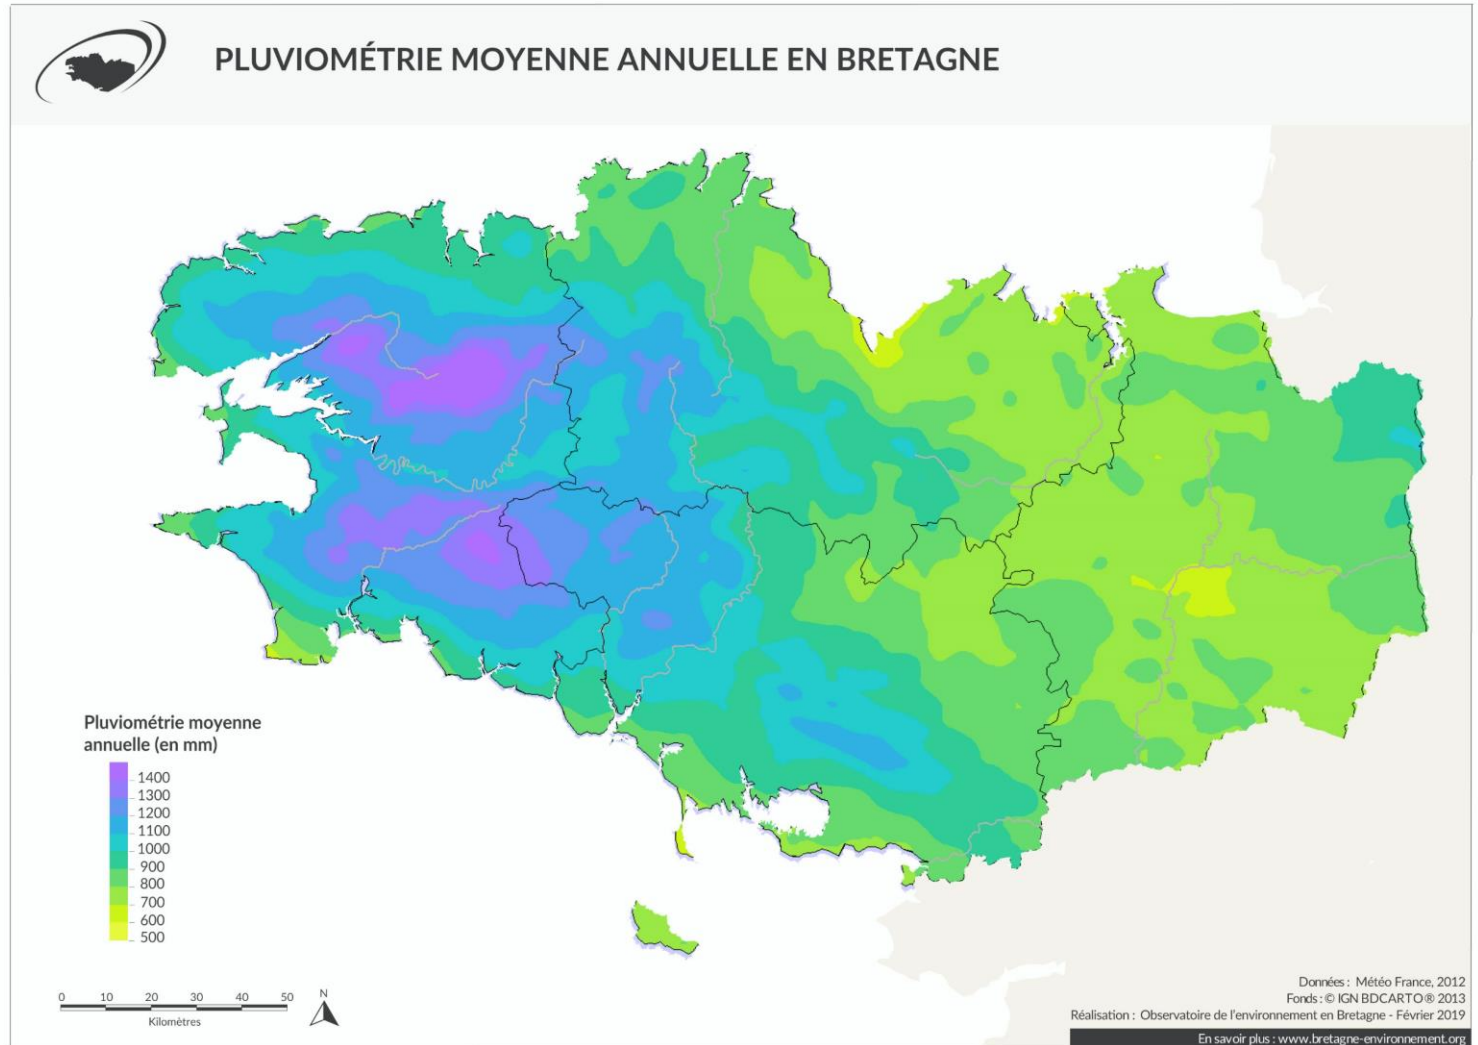 PLUVIOMÉTRIE MOYENNE ANNUELLE EN BRETAGNE
Pluviométrie moyenne
annuelle (en mm)
1400
1300
1200
1100
1000
900
800
700
600
500
0 10 20 30 40 50
Kilomètres
N
Données : Météo France, 2012
Fonds : © IGN BDCARTO® 2013
Réalisation : Observatoire de l'environnement en Bretagne - Février 2019
En savoir plus : www.bretagne-environnement.org